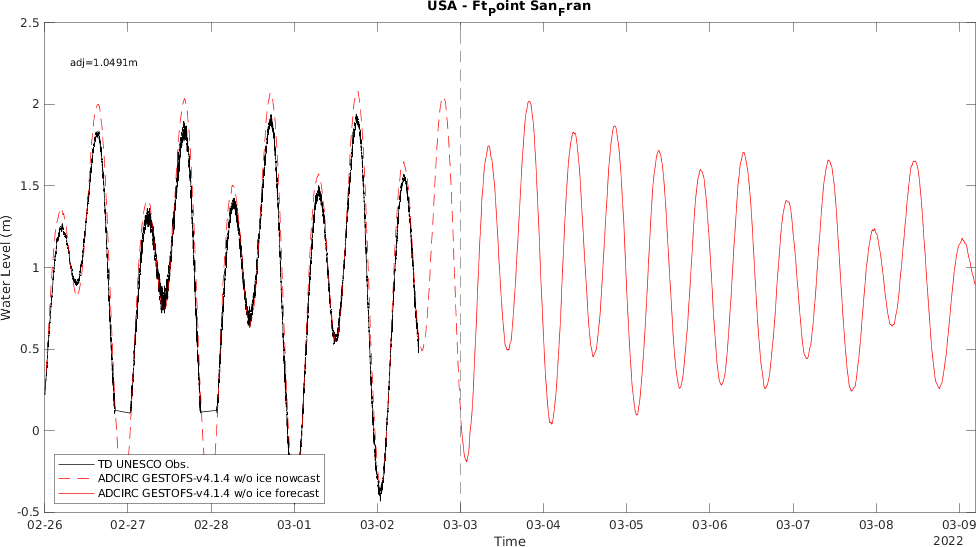 USA - Ft_Point San_Fran
adj=1.0491m
Water Level (m)
2.5
2
1.5
1
0.5
0
-0.5
TD UNESCO Obs.
ADCIRC GESTOFS-v4.1.4 w/o ice nowcast
ADCIRC GESTOFS-v4.1.4 w/o ice forecast
02-26 02-27 02-28 03-01 03-02 03-03 03-04 03-05 03-06 03-07 03-08 03-09
Time
2022